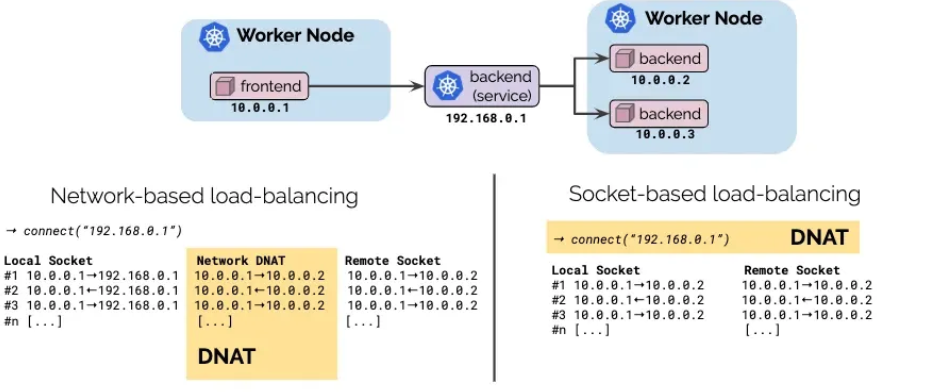 Worker Node
frontend
10.0.0.1
backend
(service)
192.168.0.1
Worker Node
backend
10.0.0.2
backend
10.0.0.3
Network-based load-balancing
→ connect(“192.168.0.1”)
Local Socket Network DNAT Remote Socket
#1 10.0.0.1→192.168.0.1 10.0.0.1→10.0.0.2 10.0.0.1→10.0.0.2
#2 10.0.0.1←192.168.0.1 10.0.0.1←10.0.0.2 10.0.0.1←10.0.0.2
#3 10.0.0.1→192.168.0.1 10.0.0.1→10.0.0.2 10.0.0.1→10.0.0.2
#n [...] [...] [...]
DNAT
Socket-based load-balancing
→ connect(“192.168.0.1”) DNAT
Local Socket Remote Socket
#1 10.0.0.1→10.0.0.2 10.0.0.1→10.0.0.2
#2 10.0.0.1←10.0.0.2 10.0.0.1←10.0.0.2
#3 10.0.0.1→10.0.0.2 10.0.0.1→10.0.0.2
#n [...] [...]